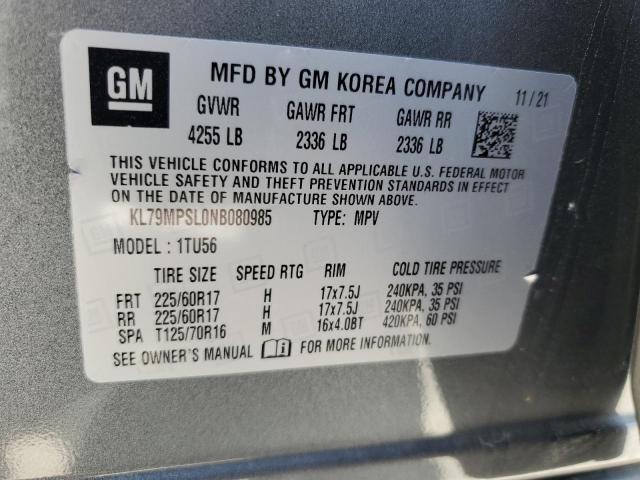 GM
MFD BY GM KOREA COMPANY
11/21
GVWR GAWR FRT GAWR RR
4255 LB 2336 LB 2336 LB
THIS VEHICLE CONFORMS TO ALL APPLICABLE U.S. FEDERAL MOTOR
VEHICLE SAFETY AND THEFT PREVENTION STANDARDS IN EFFECT
ON THE DATE OF MANUFACTURE SHOWN ABOVE.
KL79MPSL0NB080985 TYPE: MPV
MODEL : 1TU56
TIRE SIZE SPEED RTG RIM COLD TIRE PRESSURE
FRT 225/60R17 H 17x7.5J 240KPA, 35 PSI
RR 225/60R17 H 17x7.5J 240KPA, 35 PSI
SPA T125/70R16 M 16x4.0BT 420KPA, 60 PSI
SEE OWNER'S MANUAL FOR MORE INFORMATION.